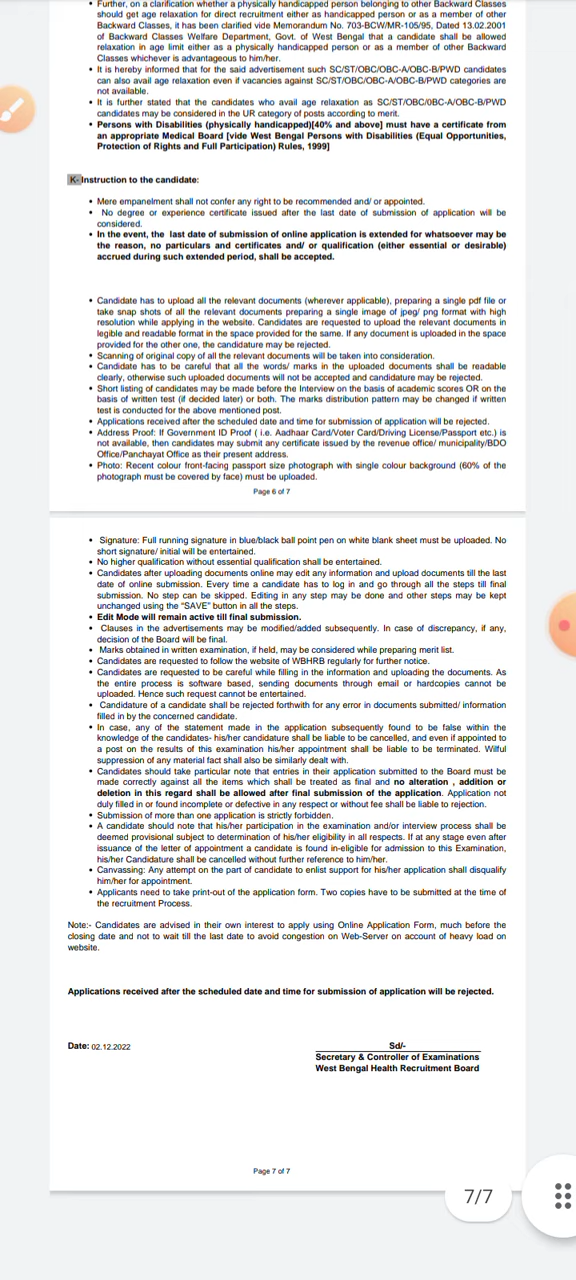 Further, on a clarification whether a physically handicapped person belonging to other Backward Classes
should get age relaxation for direct recruitment either as handicapped person or as a member of other
Backward Classes, it has been clarified vide Memorandum No. 703-BCW/MR-105/95, Dated 13.02.2001
of Backward Classes Welfare Department, Govt. of West Bengal that a candidate shall be allowed
relaxation in age limit either as a physically handicapped person or as a member of other Backward
Classes whichever is advantageous to him/her.
• It is hereby informed that for the said advertisement such SC/ST/OBC/OBC-A/OBC-B/PWD candidates
can also avail age relaxation even if vacancies against SC/ST/OBC/OBC-A/OBC-B/PWD categories are
not available.
• It is further stated that the candidates who avail age relaxation as SC/ST/OBC/0BC-A/OBC-B/PWD
candidates may be considered in the UR category of posts according to merit.
• Persons with Disabilities (physically handicapped)[40% and above] must have a certificate from
an appropriate Medical Board [vide West Bengal Persons with Disabilities (Equal Opportunities,
Protection of Rights and Full Participation) Rules, 1999]
K- Instruction to the candidate:
• Mere empanelment shall not confer any right to be recommended and/ or appointed.
• No degree or experience certificate issued after the last date of submission of application will be
considered.
• In the event, the last date of submission of online application is extended for whatsoever may be
the reason, no particulars and certificates and/ or qualification (either essential or desirable)
accrued during such extended period, shall be accepted.
• Candidate has to upload all the relevant documents (wherever applicable), preparing a single pdf file or
take snap shots of all the relevant documents preparing a single image of jpeg/ png format with high
resolution while applying in the website. Candidates are requested to upload the relevant documents in
legible and readable format in the space provided for the same. If any document is uploaded in the space
provided for the other one, the candidature may be rejected.
• Scanning of original copy of all the relevant documents will be taken into consideration.
• Candidate has to be careful that all the words/ marks in the uploaded documents shall be readable
clearly, otherwise such uploaded documents will not be accepted and candidature may be rejected.
• Short listing of candidates may be made before the Interview on the basis of academic scores OR on the
basis of written test (if decided later) or both. The marks distribution pattern may be changed if written
test is conducted for the above mentioned post.
• Applications received after the scheduled date and time for submission of application will be rejected.
• Address Proof: If Government ID Proof ( i.e. Aadhaar Card/Voter Card/Driving License/Passport etc.) is
not available, then candidates may submit any certificate issued by the revenue office/ municipality/BDO
Office/Panchayat Office as their present address.
• Photo: Recent colour front-facing passport size photograph with single colour background (60% of the
photograph must be covered by face) must be uploaded.
Page 6 of 7
• Signature: Full running signature in blue/black ball point pen on white blank sheet must be uploaded. No
short signature/ initial will be entertained.
• No higher qualification without essential qualification shall be entertained.
• Candidates after uploading documents online may edit any information and upload documents till the last
date of online submission. Every time a candidate has to log in and go through all the steps till final
submission. No step can be skipped. Editing in any step may be done and other steps may be kept
unchanged using the “SAVE” button in all the steps.
• Edit Mode will remain active till final submission.
• Clauses in the advertisements may be modified/added subsequently. In case of discrepancy, if any,
decision of the Board will be final.
• Marks obtained in written examination, if held, may be considered while preparing merit list.
• Candidates are requested to follow the website of WBHRB regularly for further notice.
• Candidates are requested to be careful while filling in the information and uploading the documents. As
the entire process is software based, sending documents through email or hardcopies cannot be
uploaded. Hence such request cannot be entertained.
• Candidature of a candidate shall be rejected forthwith for any error in documents submitted/ information
filled in by the concerned candidate.
• In case, any of the statement made in the application subsequently found to be false within the
knowledge of the candidates- his/her candidature shall be liable to be cancelled, and even if appointed to
a post on the results of this examination his/her appointment shall be liable to be terminated. Wilful
suppression of any material fact shall also be similarly dealt with.
• Candidates should take particular note that entries in their application submitted to the Board must be
made correctly against all the items which shall be treated as final and no alteration , addition or
deletion in this regard shall be allowed after final submission of the application. Application not
duly filled in or found incomplete or defective in any respect or without fee shall be liable to rejection.
• Submission of more than one application is strictly forbidden.
• A candidate should note that his/her participation in the examination and/or interview process shall be
deemed provisional subject to determination of his/her eligibility in all respects. If at any stage even after
issuance of the letter of appointment a candidate is found in-eligible for admission to this Examination,
his/her Candidature shall be cancelled without further reference to him/her.
• Canvassing: Any attempt on the part of candidate to enlist support for his/her application shall disqualify
him/her for appointment.
• Applicants need to take print-out of the application form. Two copies have to be submitted at the time of
the recruitment Process.
Note:- Candidates are advised in their own interest to apply using Online Application Form, much before the
closing date and not to wait till the last date to avoid congestion on Web-Server on account of heavy load on
website.
Applications received after the scheduled date and time for submission of application will be rejected.
Date: 02.12.2022
Sd/-
Secretary & Controller of Examinations
West Bengal Health Recruitment Board
Page 7 of 7
7/7